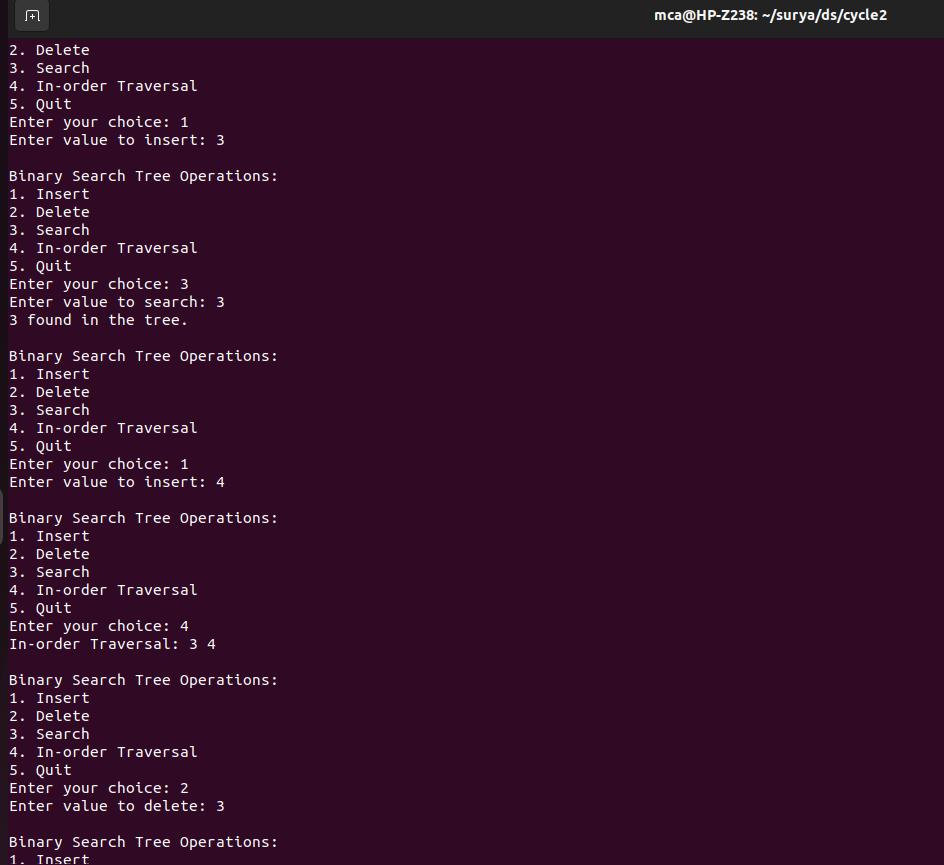 mca@HP-Z238: ~/surya/ds/cycle2
2. Delete
3. Search
4. In-order Traversal
5. Quit
Enter your choice: 1
Enter value to insert: 3
Binary Search Tree Operations:
1. Insert
2. Delete
3. Search
4. In-order Traversal
5. Quit
Enter your choice: 3
Enter value to search: 3
3 found in the tree.
Binary Search Tree Operations:
1. Insert
2. Delete
3. Search
4. In-order Traversal
5. Quit
Enter your choice: 1
Enter value to insert: 4
Binary Search Tree Operations:
1. Insert
2. Delete
3. Search
4. In-order Traversal
5. Quit
Enter your choice: 4
In-order Traversal: 3 4
Binary Search Tree Operations:
1. Insert
2. Delete
3. Search
4. In-order Traversal
5. Quit
Enter your choice: 2
Enter value to delete: 3
Binary Search Tree Operations:
1. Insert